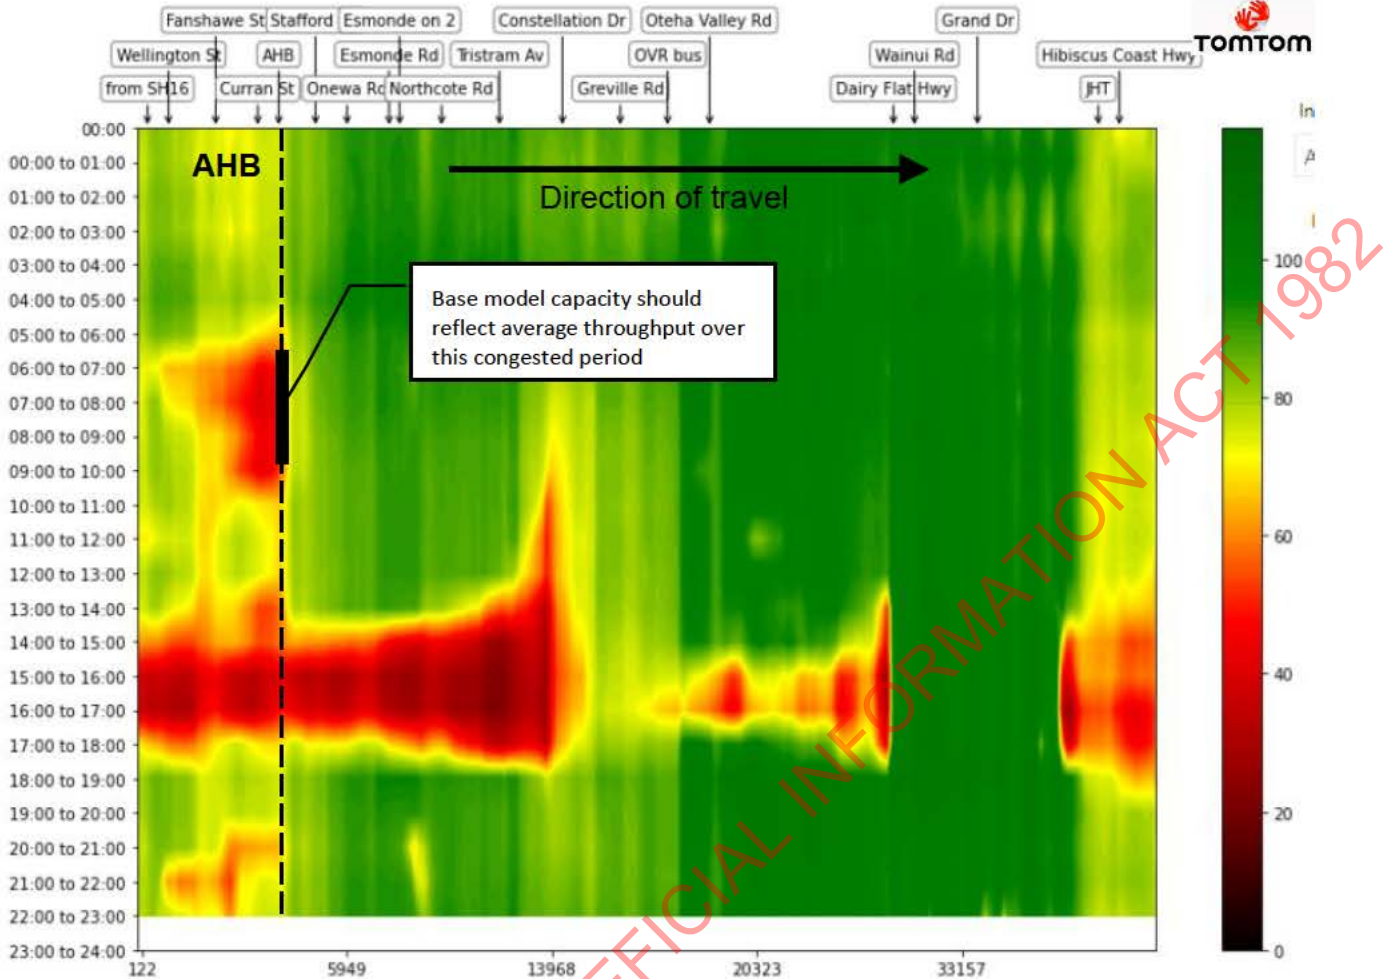 Fanshawe St Stafford Esmonde on 2 Constellation Dr Oteha Valley Rd Grand Dr
Wellington St AHB Esmonde Rd Tristram Av OVR bus Wainui Rd Hibiscus Coast Hwy
from SH16 Curran St Onewa Rd Northcote Rd Greville Rd Dairy Flat Hwy JHT
TOMTOM
In
A
AHB
Direction of travel
Base model capacity should
reflect average throughput over
this congested period
00:00
00:00 to 01:00
01:00 to 02:00
02:00 to 03:00
03:00 to 04:00
04:00 to 05:00
05:00 to 06:00
06:00 to 07:00
07:00 to 08:00
08:00 to 09:00
09:00 to 10:00
10:00 to 11:00
11:00 to 12:00
12:00 to 13:00
13:00 to 14:00
14:00 to 15:00
15:00 to 16:00
16:00 to 17:00
17:00 to 18:00
18:00 to 19:00
19:00 to 20:00
20:00 to 21:00
21:00 to 22:00
22:00 to 23:00
23:00 to 24:00
122 5949 13968 20323 33157
100
80
60
40
20
0
FICIAL INFORMATION ACT 1982